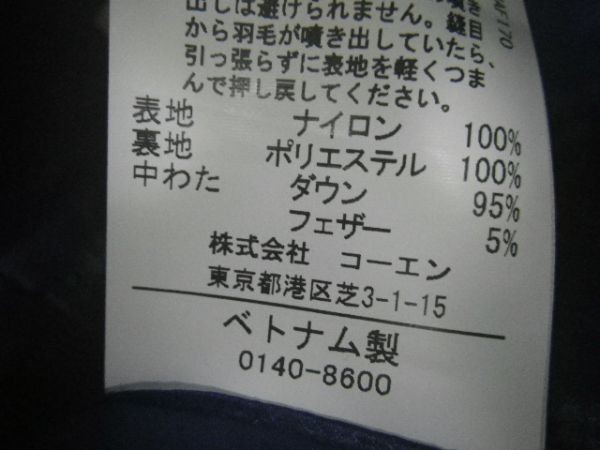 出しは避けられません。縫目
から羽毛が噴き出していたら、
引っ張らずに表地を軽くつま
んで押し戻してください。
表地 ナイロン 100%
裏地 ポリエステル 100%
中わた ダウン 95%
フェザー 5%
株式会社 コーエン
東京都港区芝3-1-15
ベトナム製
0140-8600